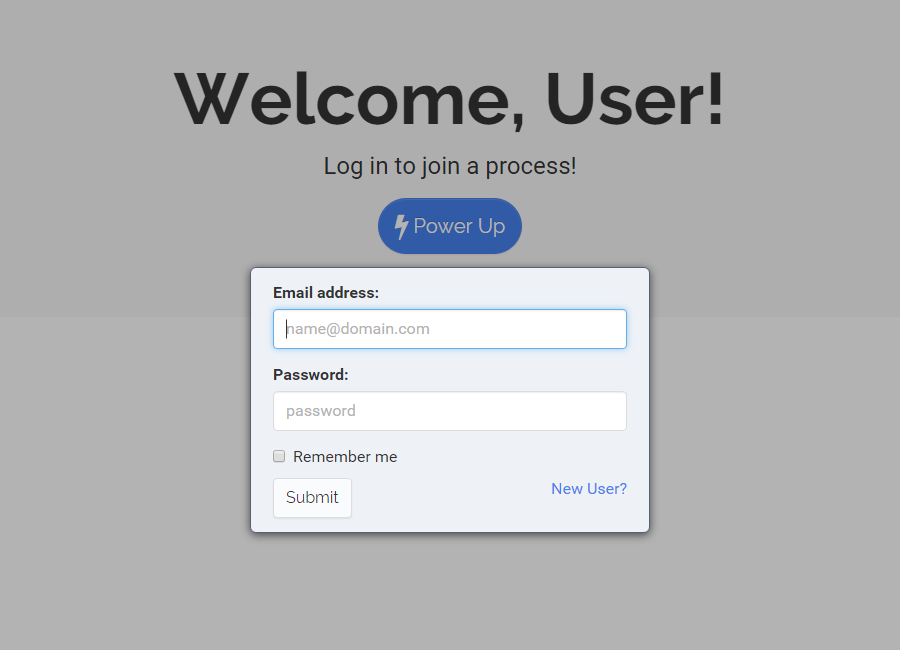 Welcome, User!
Log in to join a process!
Power Up
Email address:
name@domain.com
Password:
password
Remember me
Submit
New User?